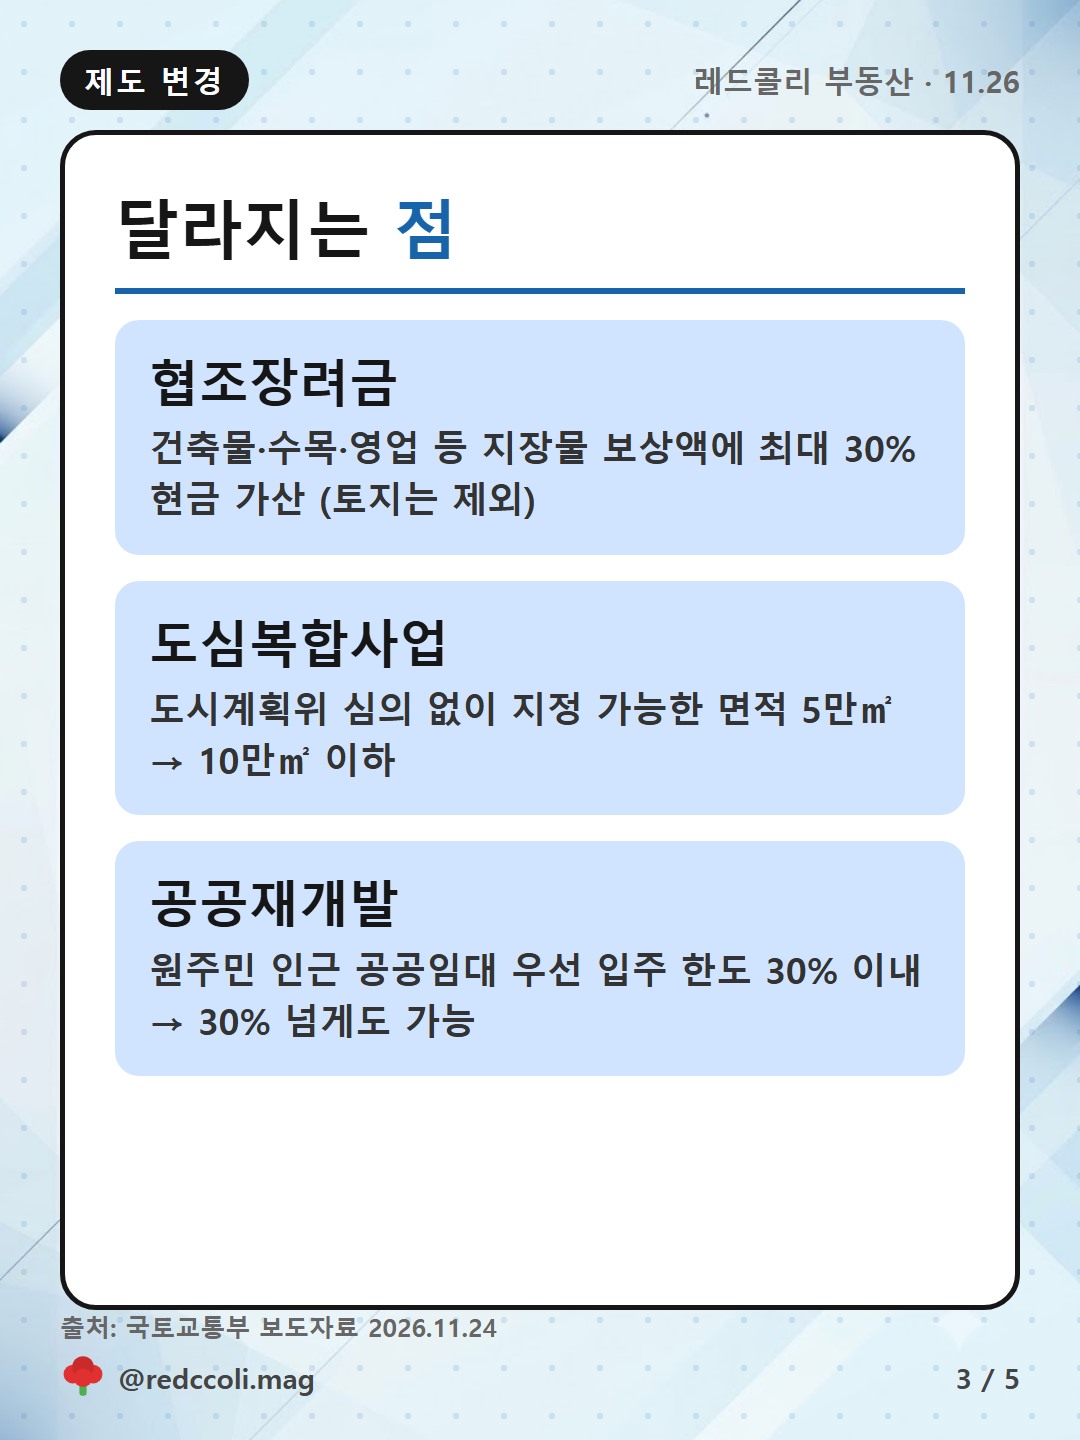 제도 변경
레드콜리 부동산 · 11.26
달라지는 점
협조장려금
건축물·수목·영업 등 지장물 보상액에 최대 30%
현금 가산 (토지는 제외)
도심복합사업
도시계획위 심의 없이 지정 가능한 면적 5만㎡
→ 10만㎡ 이하
공공재개발
원주민 인근 공공임대 우선 입주 한도 30% 이내
→ 30% 넘게도 가능
출처: 국토교통부 보도자료 2026.11.24
@redccoli.mag
3 / 5